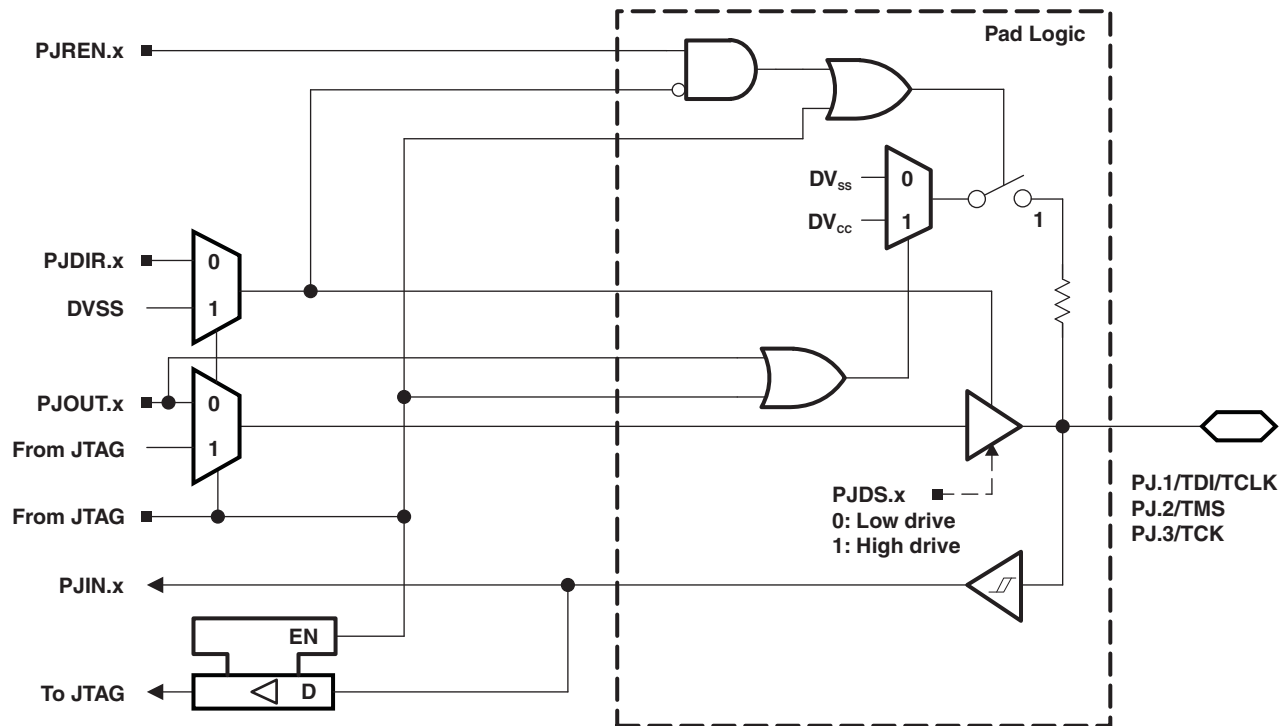 Pad Logic
PJREN.x
DVss
0
DVcc
1
1
PJDIR.x
0
DVSS
1
PJOUT.x
0
From JTAG
1
From JTAG
PJDS.x
0: Low drive
1: High drive
PJ.1/TDI/TCLK
PJ.2/TMS
PJ.3/TCK
PJIN.x
EN
To JTAG
D